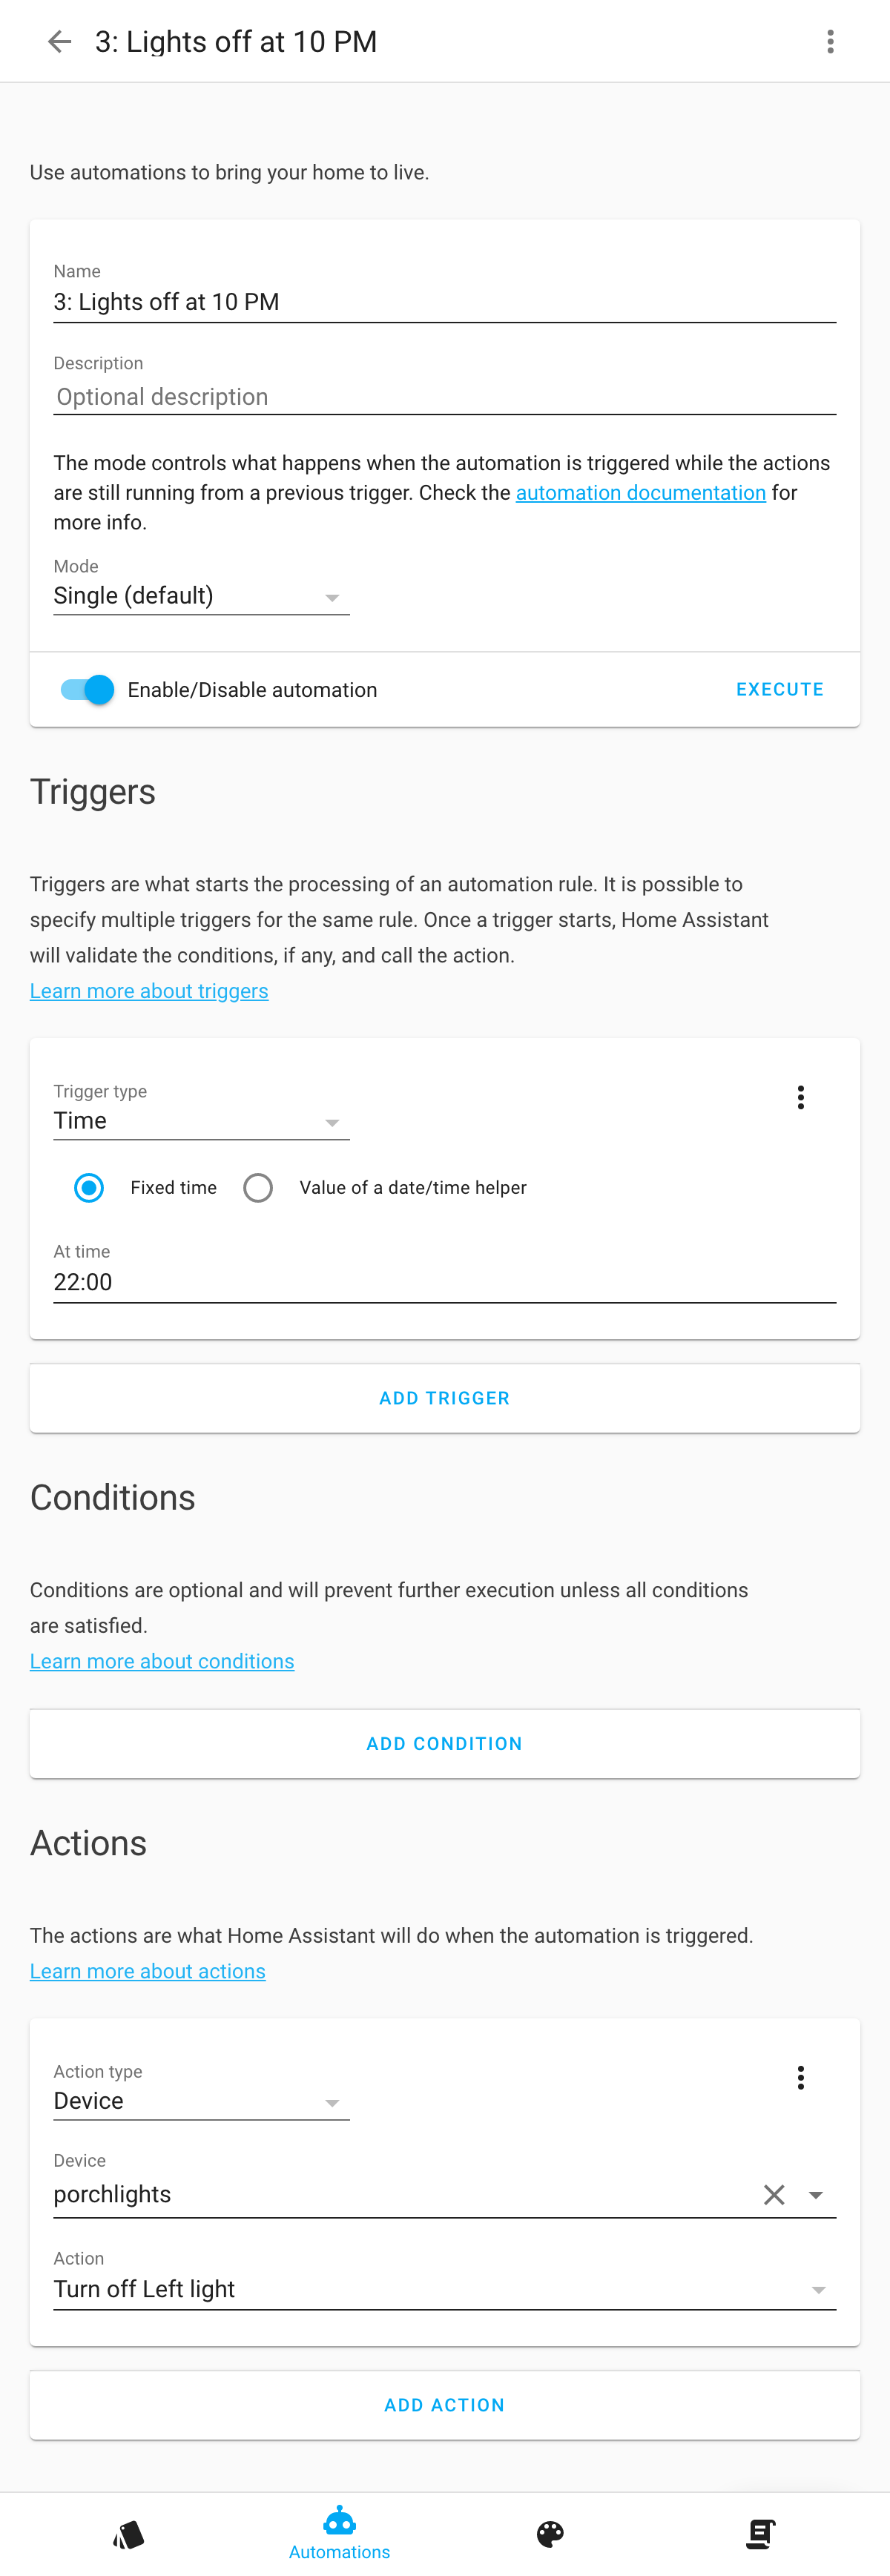 3: Lights off at 10 PM
Use automations to bring your home to live.
Name
3: Lights off at 10 PM
Description
Optional description
The mode controls what happens when the automation is triggered while the actions
are still running from a previous trigger. Check the automation documentation for
more info.
Mode
Single (default)
Enable/Disable automation EXECUTE
Triggers
Triggers are what starts the processing of an automation rule. It is possible to
specify multiple triggers for the same rule. Once a trigger starts, Home Assistant
will validate the conditions, if any, and call the action.
Learn more about triggers
Trigger type
Time
Fixed time Value of a date/time helper
At time
22:00
ADD TRIGGER
Conditions
Conditions are optional and will prevent further execution unless all conditions
are satisfied.
Learn more about conditions
ADD CONDITION
Actions
The actions are what Home Assistant will do when the automation is triggered.
Learn more about actions
Action type
Device
Device
porchlights
Action
Turn off Left light
ADD ACTION
Automations